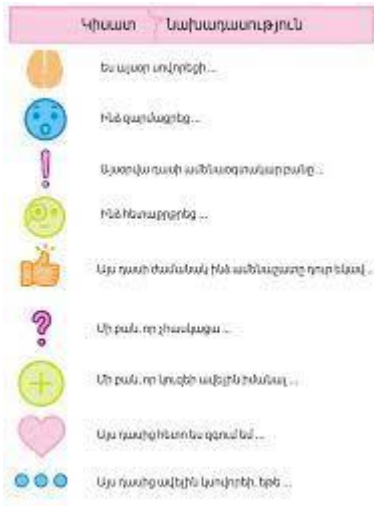 Կիսատ նախադասություն
Ես այսօր սովորեցի ...
Ինձ զարմացրեց ...
Այսօրվա դասի ամենաօգտակար բանը ...
Ինձ հետաքրքրեց ...
Այս դասի ժամանակ ինձ ամենաշատը դուր եկավ ..
Մի բան, որ չհասկացա ...
Մի բան, որ կուզեի ավելին իմանալ ...
Այս դասից հետո ես զգում եմ ...
Այս դասից ավելին կսովորեի, եթե ...